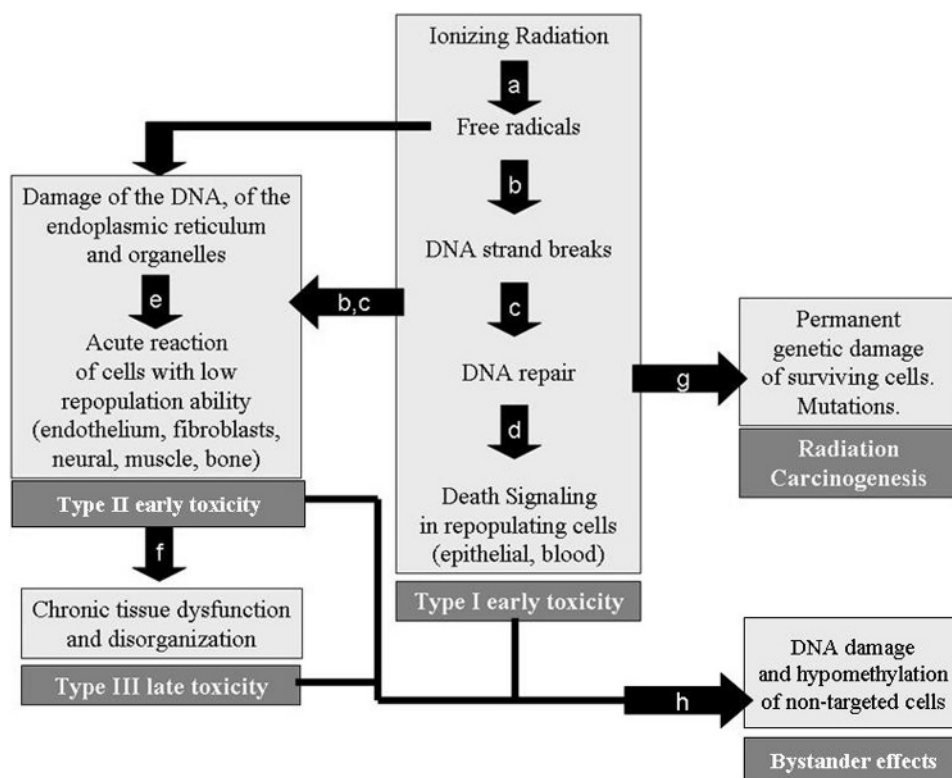 Ionizing Radiation
a
Free radicals
b
DNA strand breaks
c
DNA repair
d
Death Signaling
in repopulating cells
(epithelial, blood)
Type I early toxicity
Damage of the DNA, of the
endoplasmic reticulum
and organelles
e
Acute reaction
of cells with low
repopulation ability
(endothelium, fibroblasts,
neural, muscle, bone)
Type II early toxicity
b,c
f
Chronic tissue dysfunction
and disorganization
Type III late toxicity
g
Permanent
genetic damage
of surviving cells.
Mutations.
Radiation
Carcinogenesis
h
DNA damage
and hypomethylation
of non-targeted cells
Bystander effects